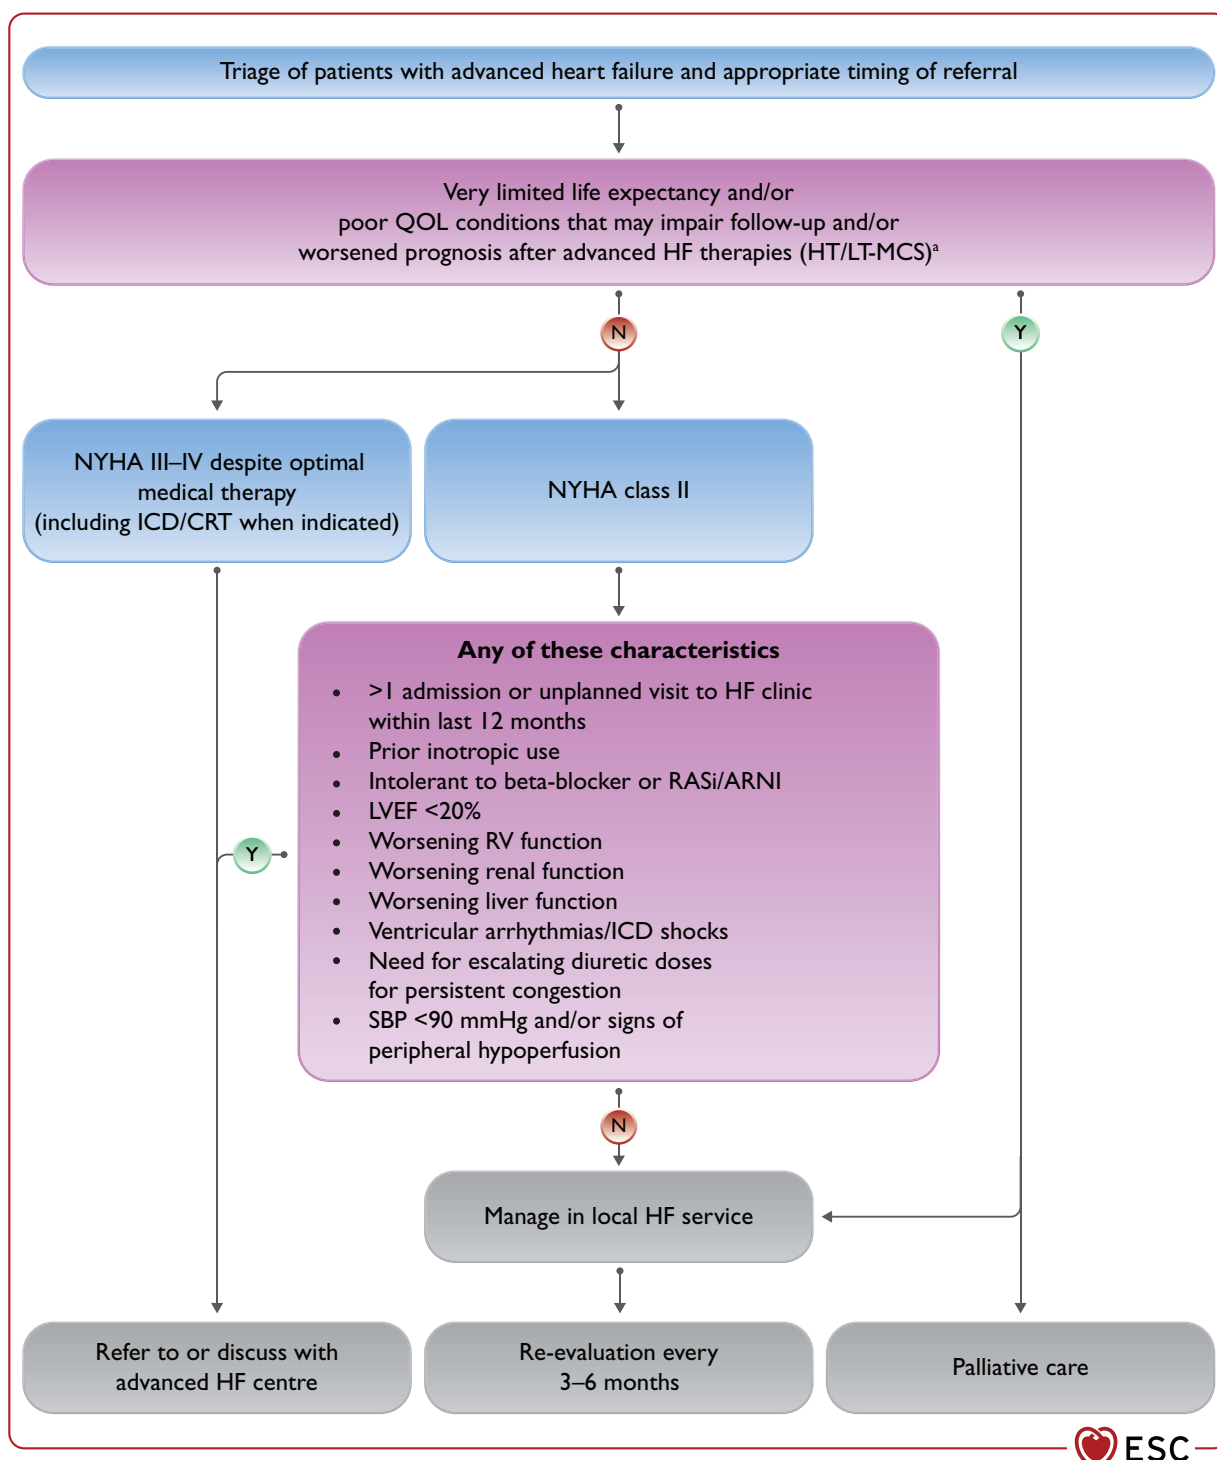 Triage of patients with advanced heart failure and appropriate timing of referral
Very limited life expectancy and/or
poor QOL conditions that may impair follow-up and/or
worsened prognosis after advanced HF therapies (HT/LT-MCS)ᵃ
N
Y
NYHA III–IV despite optimal
medical therapy
(including ICD/CRT when indicated)
NYHA class II
Any of these characteristics
• >1 admission or unplanned visit to HF clinic
within last 12 months
• Prior inotropic use
• Intolerant to beta-blocker or RASi/ARNI
• LVEF <20%
• Worsening RV function
• Worsening renal function
• Worsening liver function
• Ventricular arrhythmias/ICD shocks
• Need for escalating diuretic doses
for persistent congestion
• SBP <90 mmHg and/or signs of
peripheral hypoperfusion
Y
N
Manage in local HF service
Refer to or discuss with
advanced HF centre
Re-evaluation every
3–6 months
Palliative care
ESC